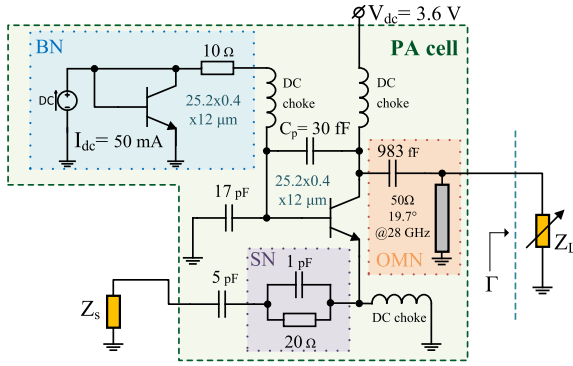 V_dc= 3.6 V
BN
PA cell
10 Ω
DC
choke
DC
choke
DC
25.2x0.4
x12 μm
C_p= 30 fF
I_dc= 50 mA
983 fF
25.2x0.4
x12 μm
17 pF
50Ω
19.7°
@28 GHz
Z_L
SN
OMN
1 pF
5 pF
Γ
Z_s
DC choke
20 Ω